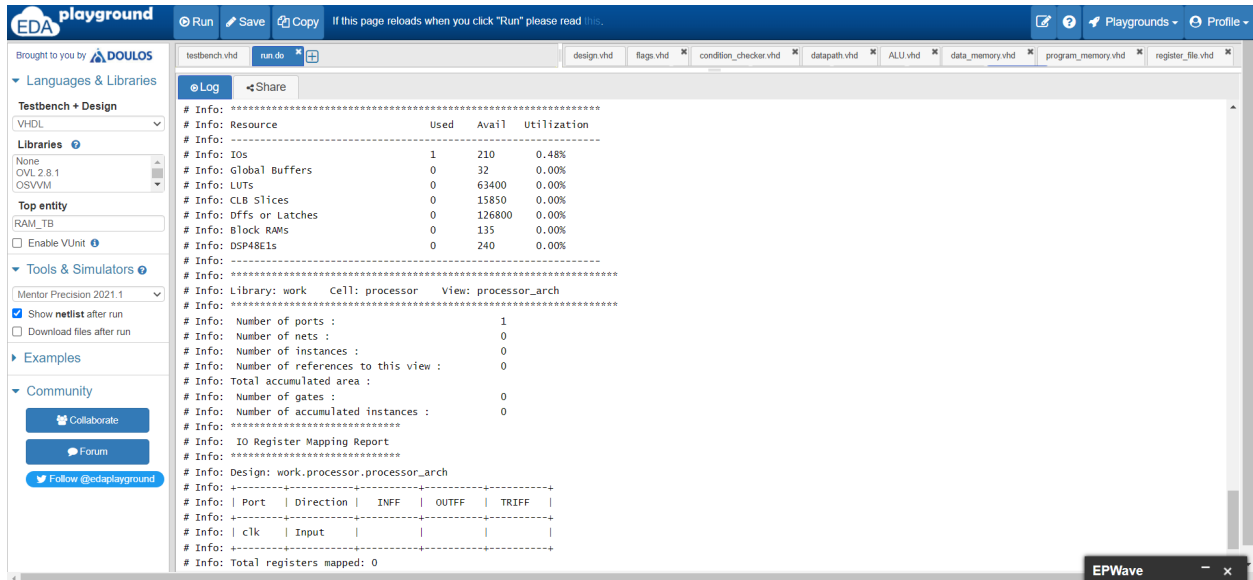 EDA playground
Run Save Copy If this page reloads when you click "Run" please read this.
Playgrounds Profile
Brought to you by DOULOS
Languages & Libraries
Testbench + Design
VHDL
Libraries
None
OVL 2.8.1
OSVVM
Top entity
RAM_TB
Enable VUnit
Tools & Simulators
Mentor Precision 2021.1
Show netlist after run
Download files after run
Examples
Community
Collaborate
Forum
Follow @edaplayground
testbench.vhd run.do
design.vhd flags.vhd condition_checker.vhd datapath.vhd ALU.vhd data_memory.vhd program_memory.vhd register_file.vhd
Log Share
# Info: ***************************************************************
# Info: Resource Used Avail Utilization
# Info: ---------------------------------------------------------------
# Info: IOs 1 210 0.48%
# Info: Global Buffers 0 32 0.00%
# Info: LUTs 0 63400 0.00%
# Info: CLB Slices 0 15850 0.00%
# Info: Dffs or Latches 0 126800 0.00%
# Info: Block RAMs 0 135 0.00%
# Info: DSP48E1s 0 240 0.00%
# Info: ---------------------------------------------------------------
# Info: ******************************************************************
# Info: Library: work Cell: processor View: processor_arch
# Info: ******************************************************************
# Info: Number of ports : 1
# Info: Number of nets : 0
# Info: Number of instances : 0
# Info: Number of references to this view : 0
# Info: Total accumulated area :
# Info: Number of gates : 0
# Info: Number of accumulated instances : 0
# Info: *****************************
# Info: IO Register Mapping Report
# Info: *****************************
# Info: Design: work.processor.processor_arch
# Info: +--------+-----------+----------+----------+----------+
# Info: | Port | Direction | INFF | OUTFF | TRIFF |
# Info: +--------+-----------+----------+----------+----------+
# Info: | clk | Input | | | |
# Info: +--------+-----------+----------+----------+----------+
# Info: Total registers mapped: 0
EPWave